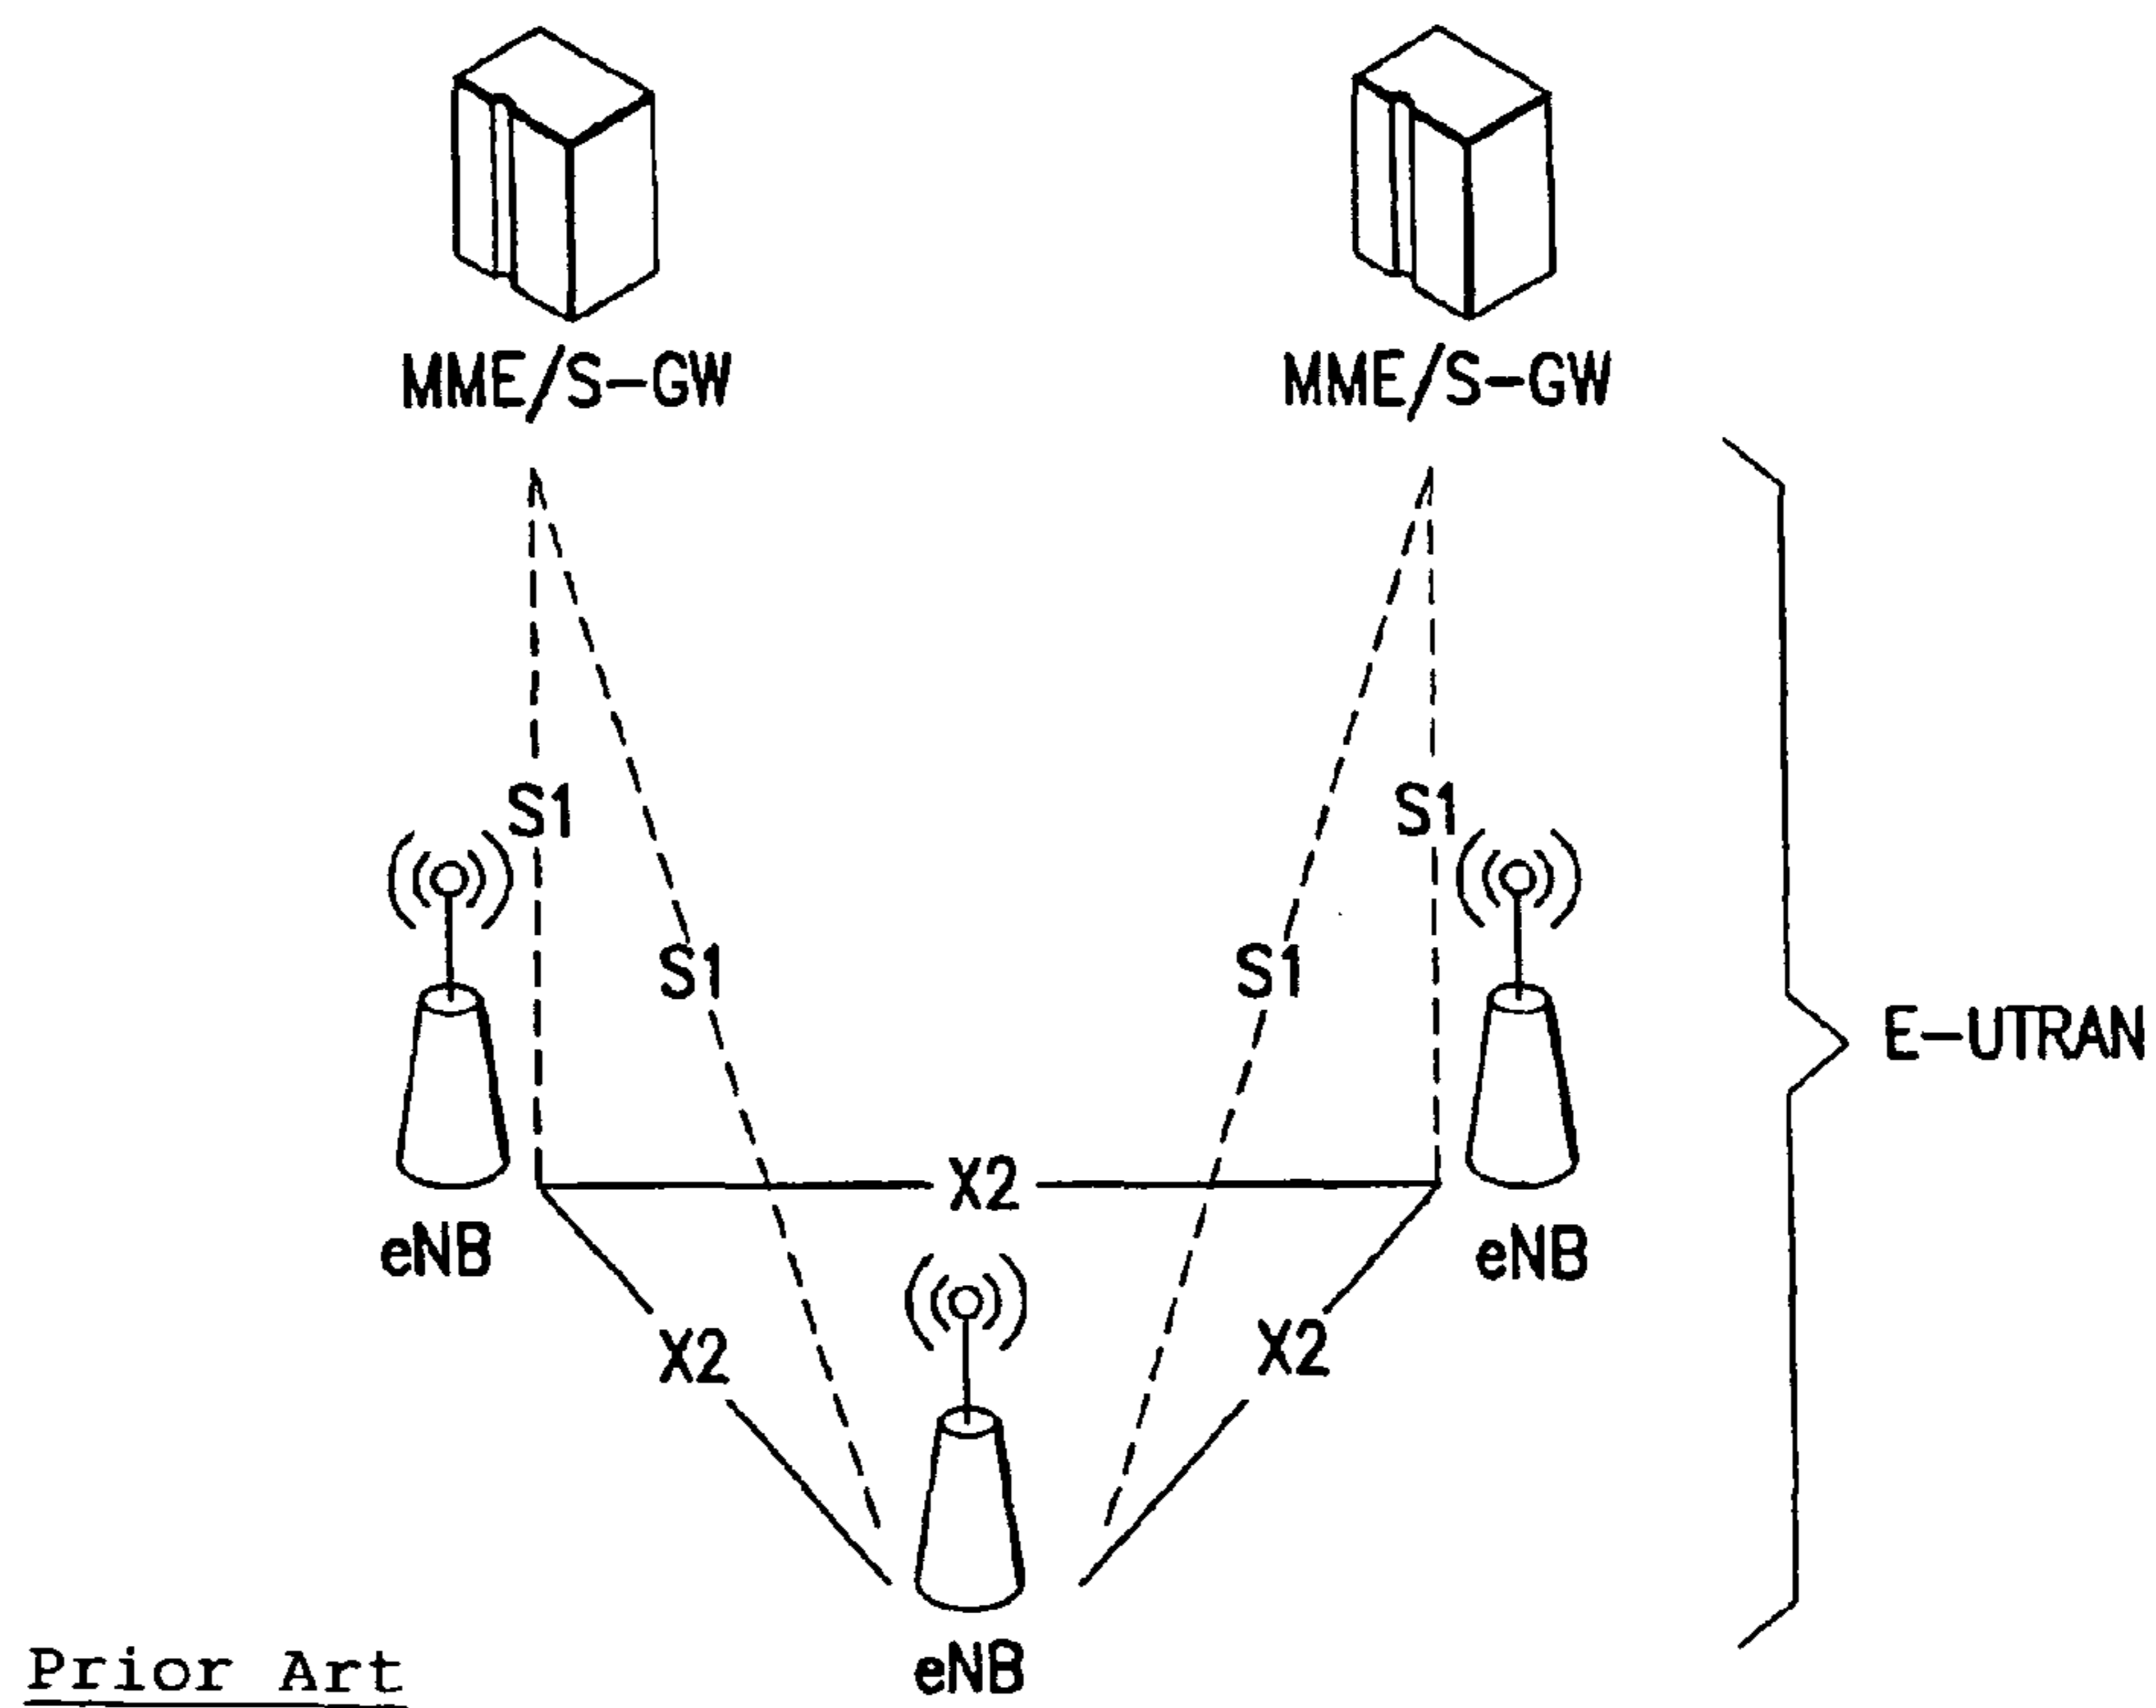 MME/S-GW
MME/S-GW
S1
S1
S1
S1
E-UTRAN
X2
eNB
eNB
X2
X2
eNB
Prior Art